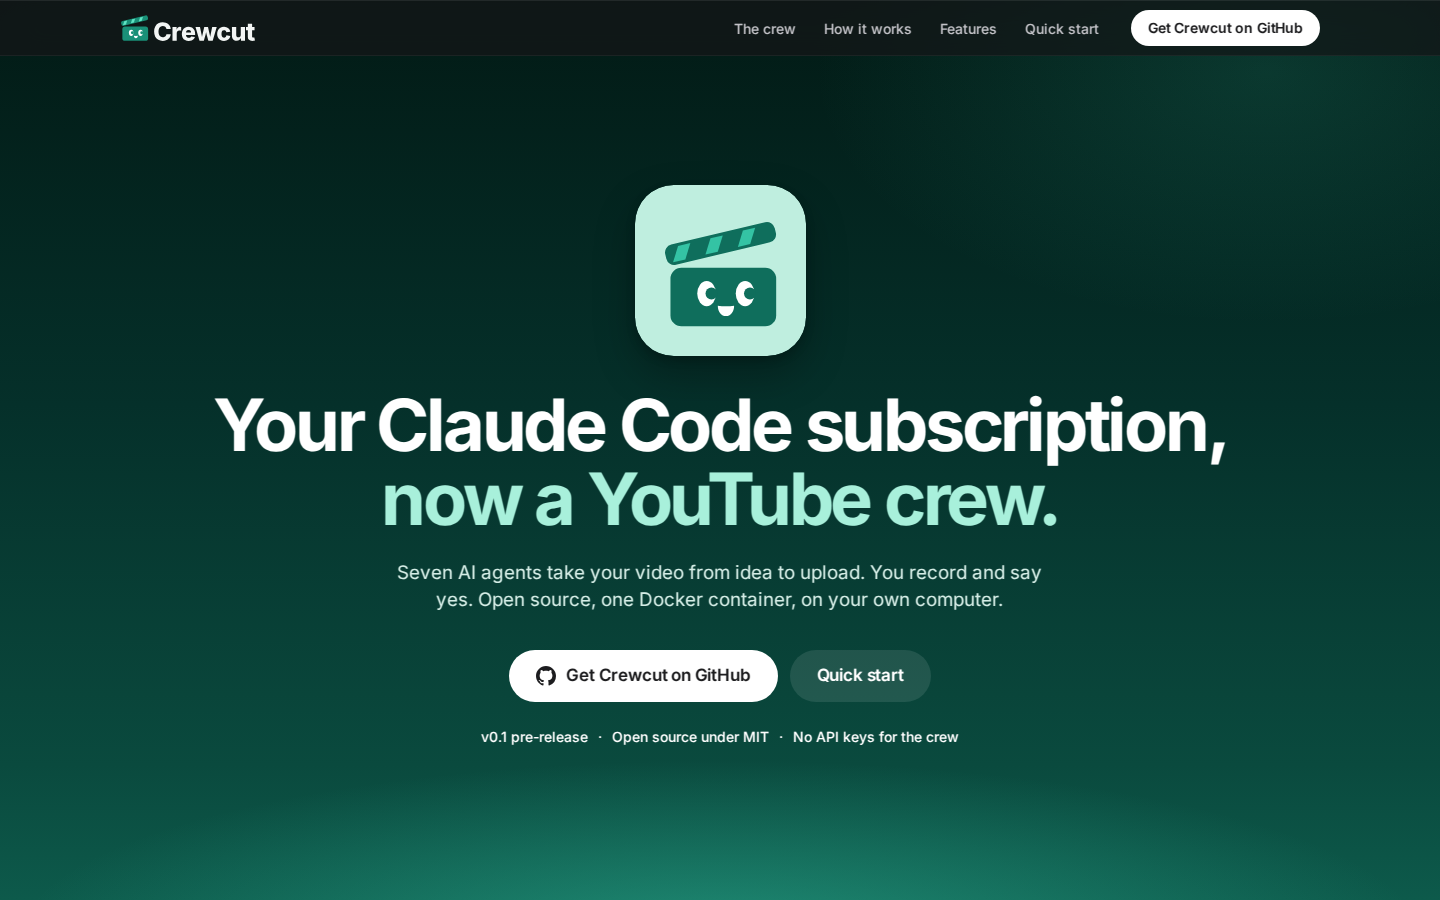 Crewcut
The crew
How it works
Features
Quick start
Get Crewcut on GitHub
Your Claude Code subscription,
now a YouTube crew.
Seven AI agents take your video from idea to upload. You record and say
yes. Open source, one Docker container, on your own computer.
Get Crewcut on GitHub
Quick start
v0.1 pre-release · Open source under MIT · No API keys for the crew